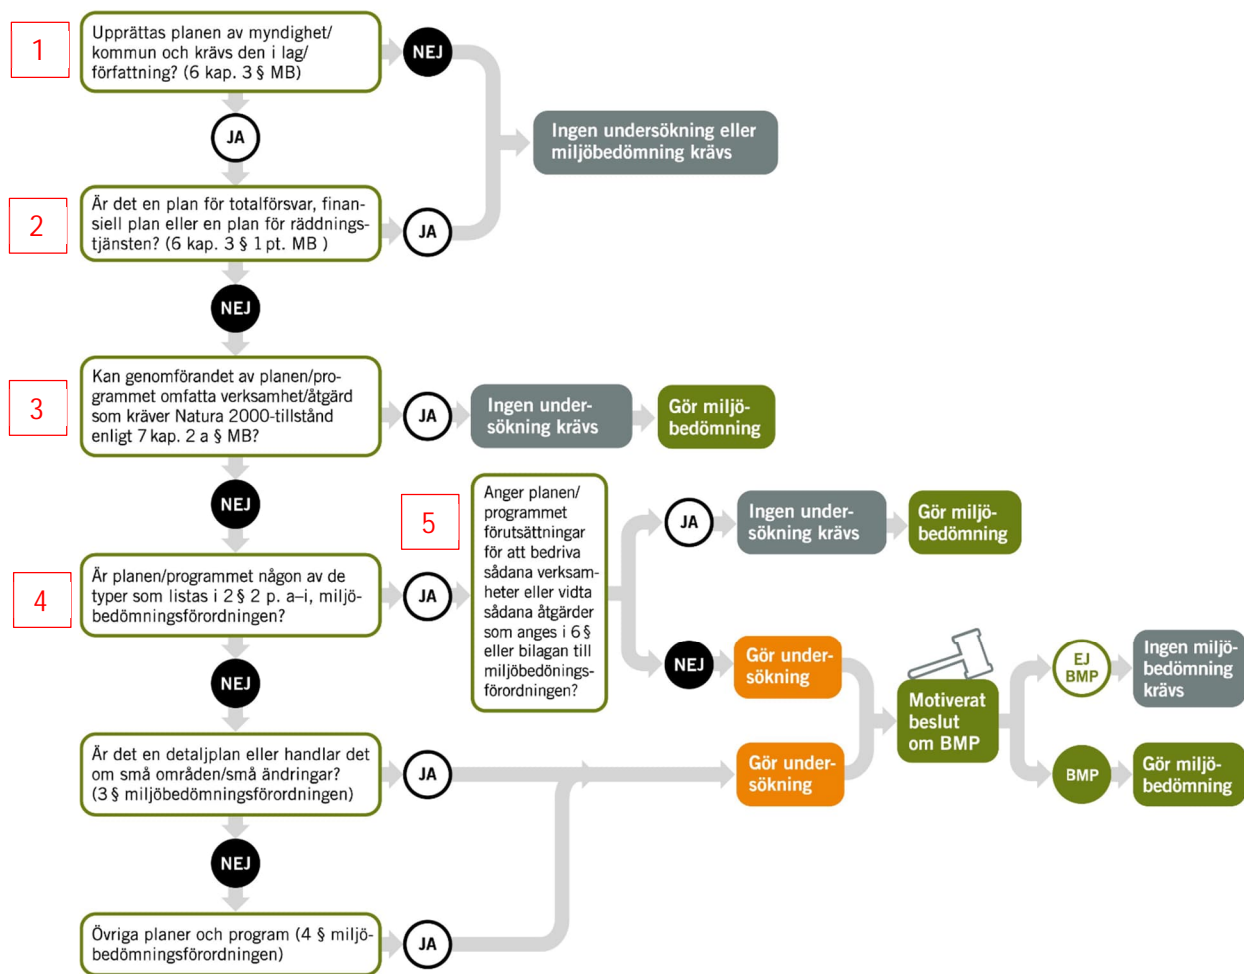 1
Upprättas planen av myndighet/
kommun och krävs den i lag/
författning? (6 kap. 3 § MB)
NEJ
JA
Ingen undersökning eller
miljöbedömning krävs
2
Är det en plan för totalförsvar, finan-
siell plan eller en plan för räddnings-
tjänsten? (6 kap. 3 § 1 pt. MB )
JA
NEJ
3
Kan genomförandet av planen/pro-
grammet omfatta verksamhet/åtgärd
som kräver Natura 2000-tillstånd
enligt 7 kap. 2 a § MB?
JA
Ingen under-
sökning krävs
Gör miljö-
bedömning
NEJ
4
Är planen/programmet någon av de
typer som listas i 2 § 2 p. a–i, miljö-
bedömningsförordningen?
JA
5
Anger planen/
programmet
förutsättningar
för att bedriva
sådana verksam-
heter eller vidta
sådana åtgärder
som anges i 6 §
eller bilagan till
miljöbedönings-
förordningen?
JA
Ingen under-
sökning krävs
Gör miljö-
bedömning
NEJ
Gör under-
sökning
NEJ
Är det en detaljplan eller handlar det
om små områden/små ändringar?
(3 § miljöbedömningsförordningen)
JA
Gör under-
sökning
Motiverat
beslut
om BMP
EJ
BMP
Ingen miljö-
bedömning
krävs
BMP
Gör miljö-
bedömning
NEJ
Övriga planer och program (4 § miljö-
bedömningsförordningen)
JA